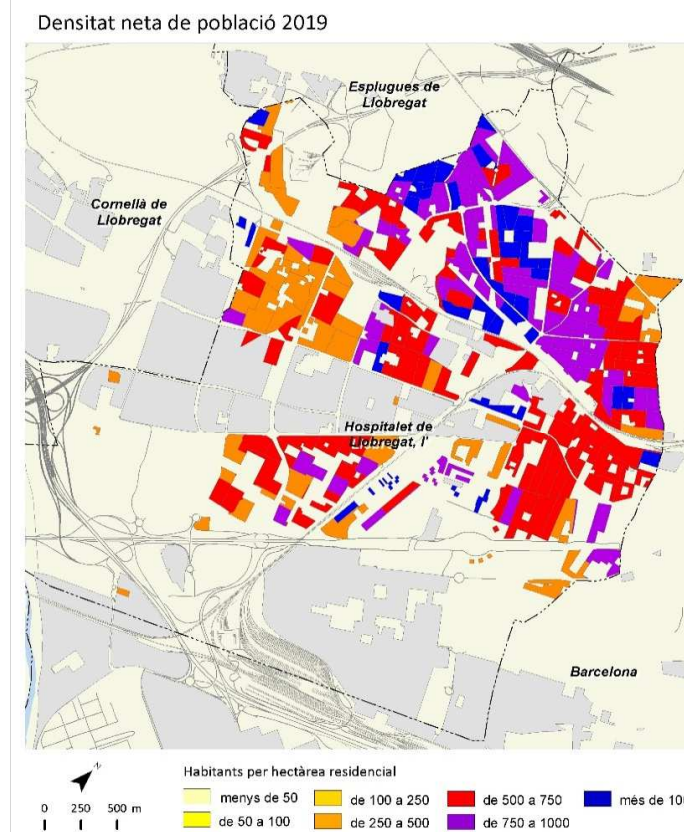 Densitat neta de població 2019
Esplugues de
Llobregat
Cornellà de
Llobregat
Hospitalet de
Llobregat, l'
Barcelona
N
0 250 500 m
Habitants per hectàrea residencial
menys de 50
de 50 a 100
de 100 a 250
de 250 a 500
de 500 a 750
de 750 a 1000
més de 10